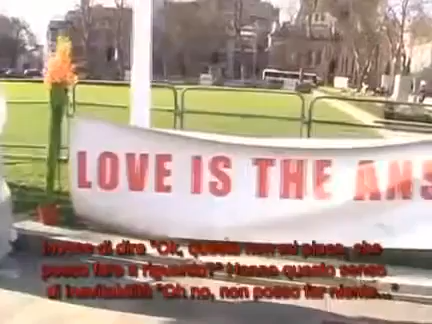 LOVE IS THE ANS
Invece di dire "Ok, questo non mi piace, che
posso fare a riguardo?" Hanno questo senso
di inevitabilità "Oh no, non posso far niente..."